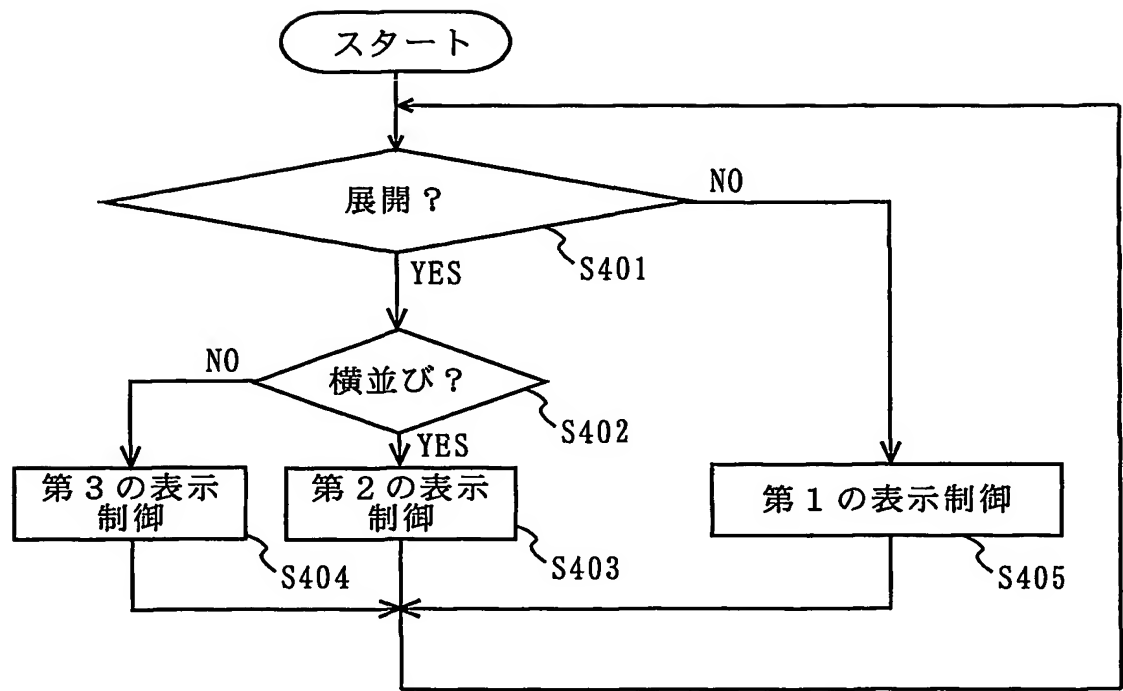 スタート
展開?
NO
S401
YES
NO
横並び?
S402
YES
第3の表示
制御
第2の表示
制御
第1の表示制御
S404
S403
S405